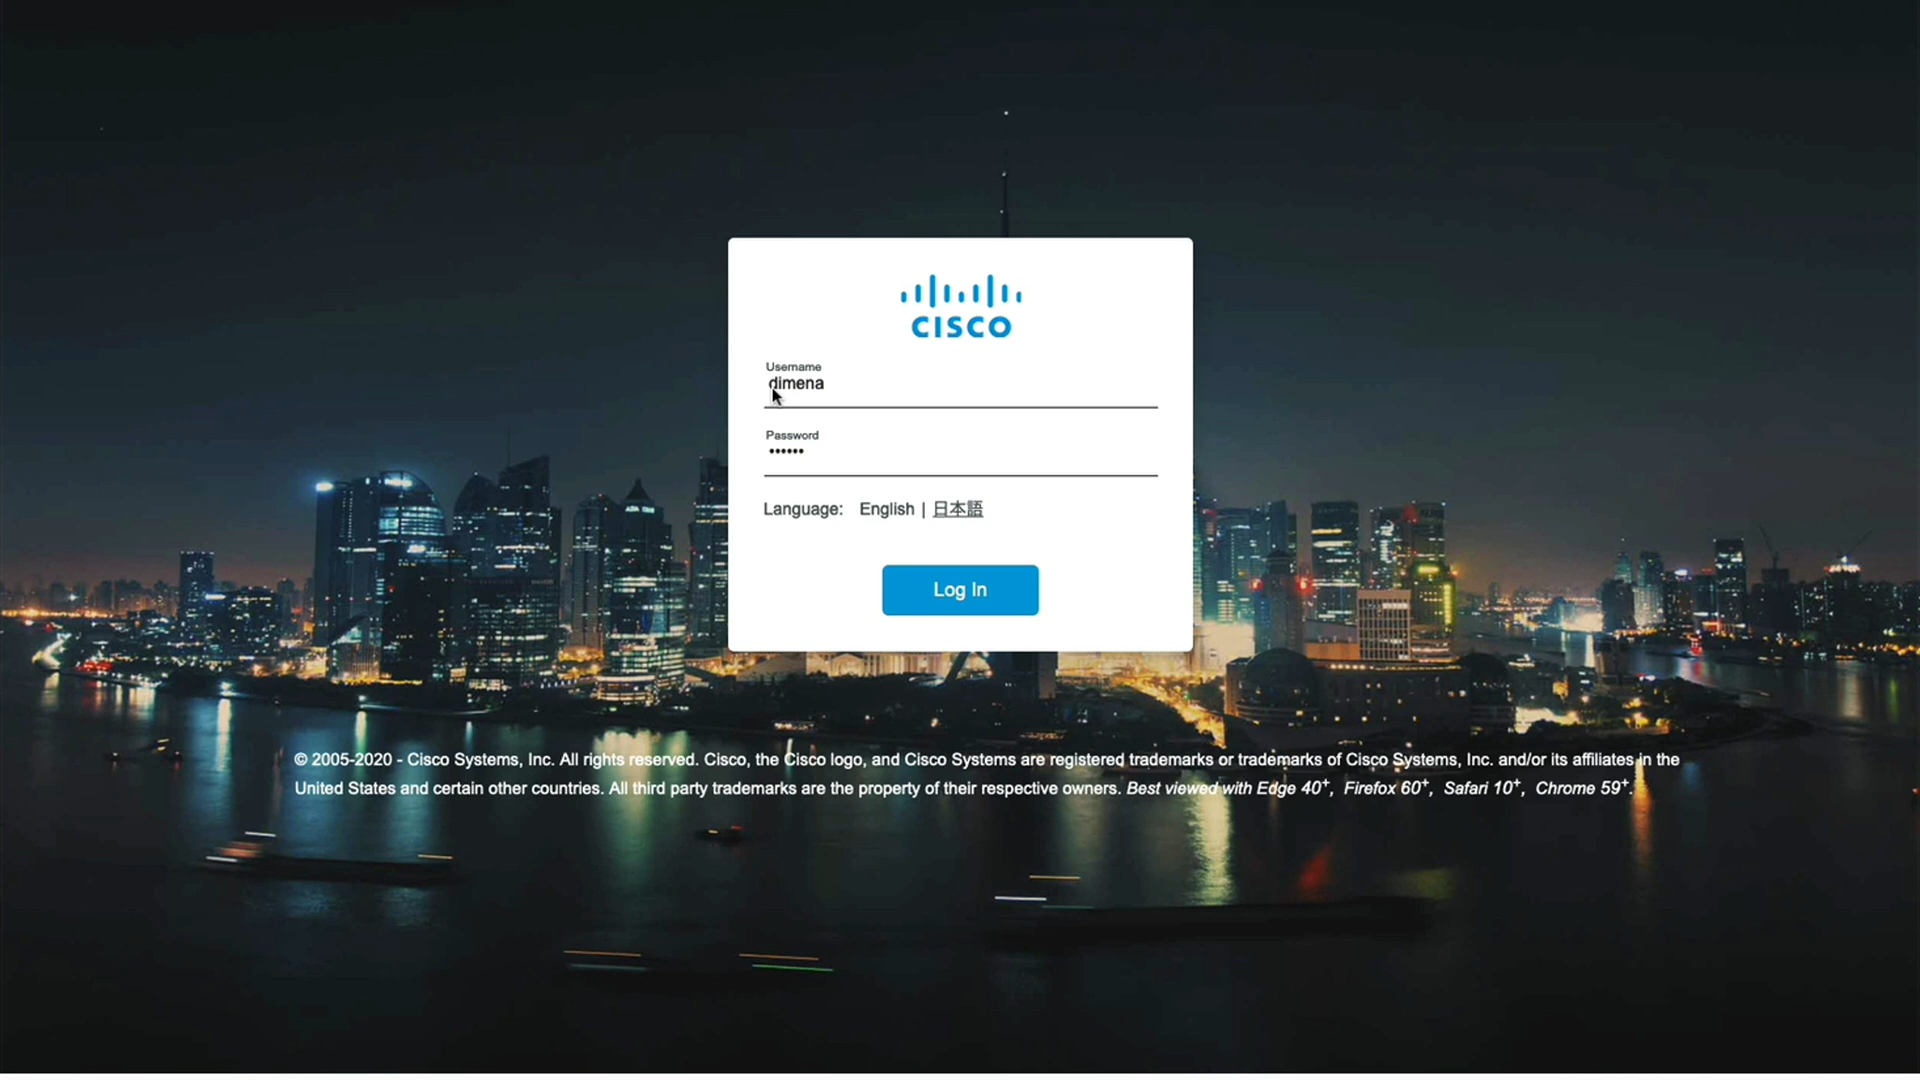 CISCO
Username
dimena
Password
••••••
Language: English | 日本語
Log In
© 2005-2020 - Cisco Systems, Inc. All rights reserved. Cisco, the Cisco logo, and Cisco Systems are registered trademarks or trademarks of Cisco Systems, Inc. and/or its affiliates in the
United States and certain other countries. All third party trademarks are the property of their respective owners. Best viewed with Edge 40+, Firefox 60+, Safari 10+, Chrome 59+.